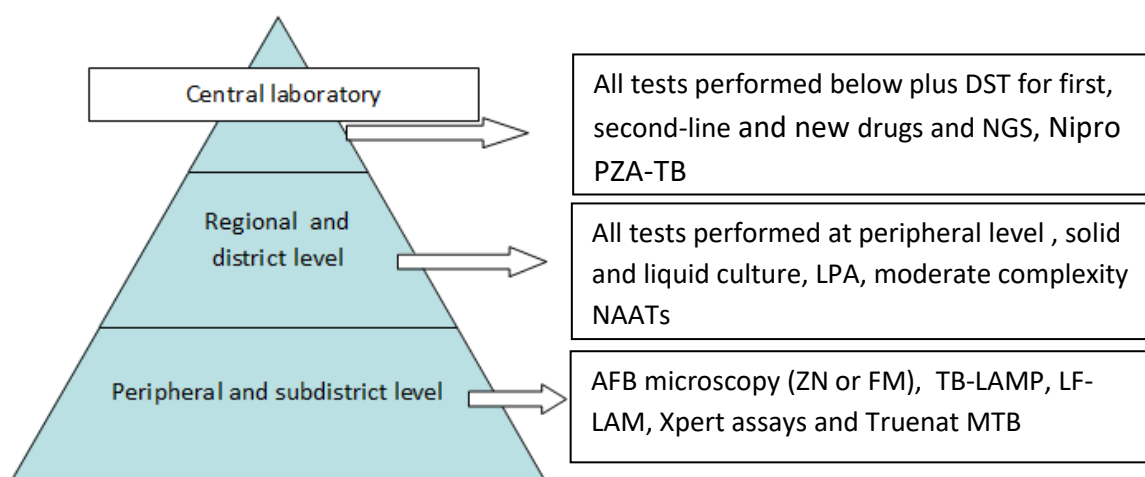 Central laboratory
All tests performed below plus DST for first,
second-line and new drugs and NGS, Nipro
PZA-TB
Regional and
district level
All tests performed at peripheral level , solid
and liquid culture, LPA, moderate complexity
NAATs
Peripheral and subdistrict level
AFB microscopy (ZN or FM), TB-LAMP, LF-
LAM, Xpert assays and Truenat MTB